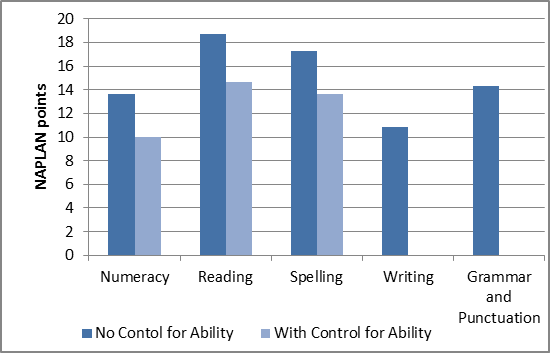 20
18
16
14
12
10
8
6
4
2
0
NAPLAN points
Numeracy
Reading
Spelling
Writing
Grammar
and
Punctuation
No Contol for Ability
With Control for Ability